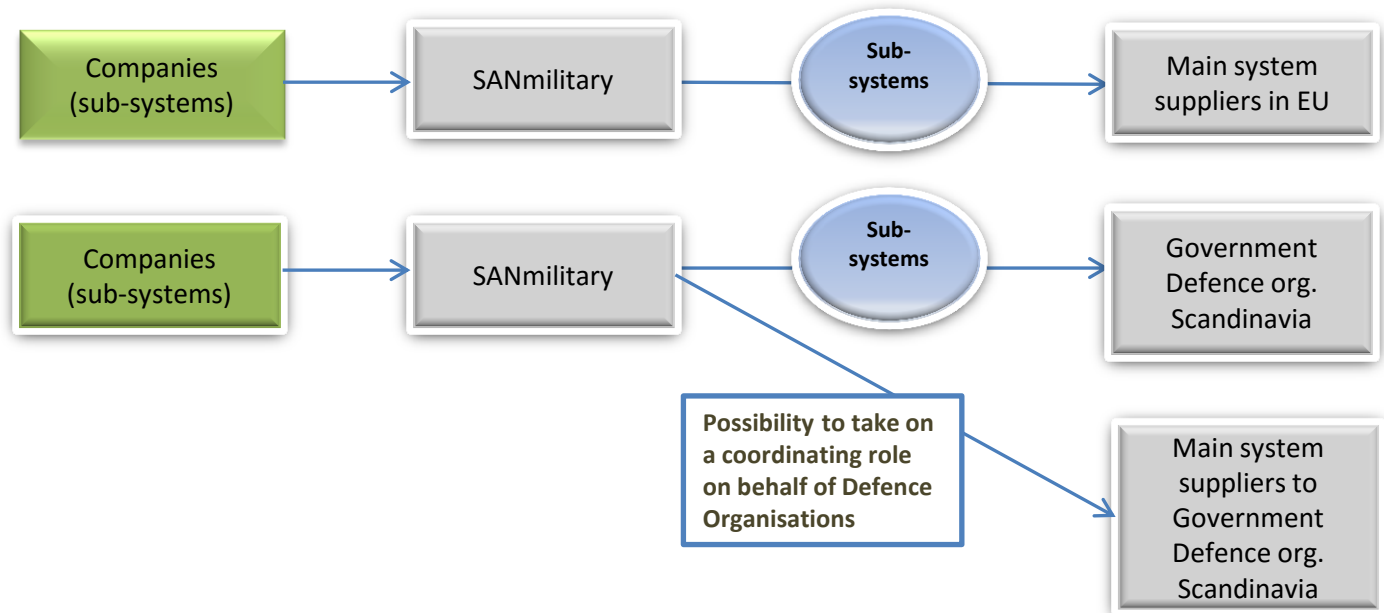 Companies
(sub-systems)
SANmilitary
Sub-
systems
Main system
suppliers in EU
Companies
(sub-systems)
SANmilitary
Sub-
systems
Government
Defence org.
Scandinavia
Possibility to take on
a coordinating role
on behalf of Defence
Organisations
Main system
suppliers to
Government
Defence org.
Scandinavia